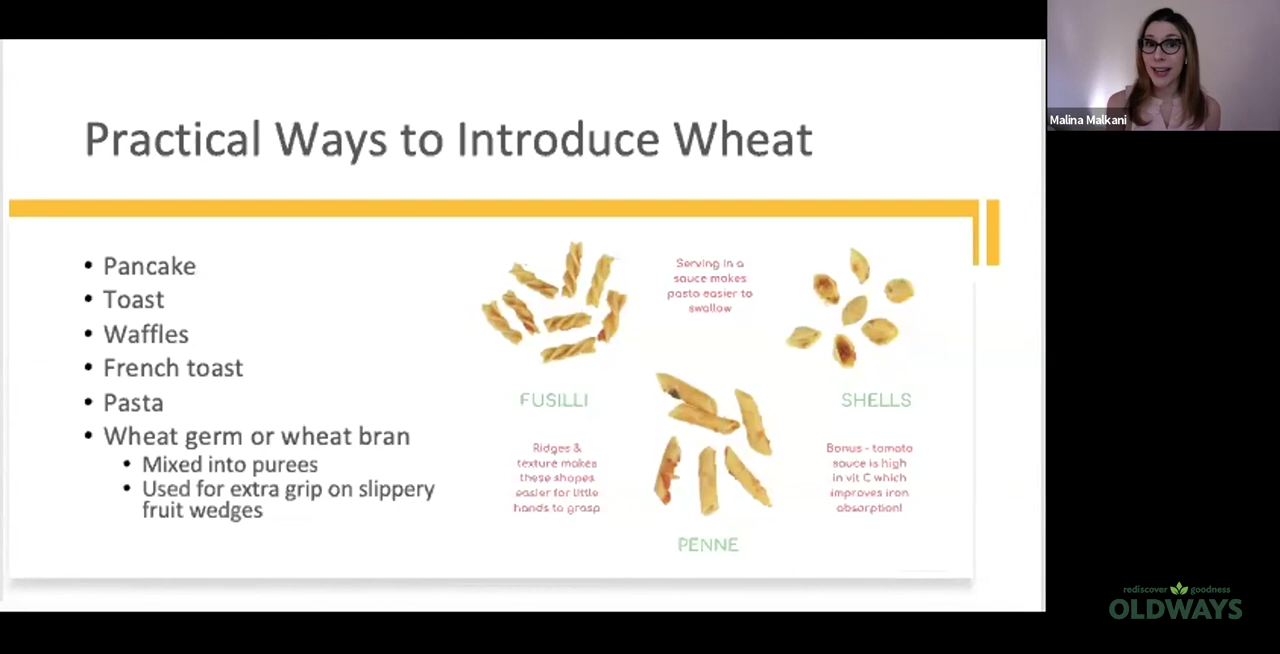 Practical Ways to Introduce Wheat
• Pancake
• Toast
• Waffles
• French toast
• Pasta
• Wheat germ or wheat bran
• Mixed into purees
• Used for extra grip on slippery
fruit wedges
Serving in a
sauce makes
pasta easier to
swallow
FUSILLI
SHELLS
Ridges &
texture makes
these shapes
easier for little
hands to grasp
Bonus - tomato
sauce is high
in vit C which
improves iron
absorption!
PENNE
Malina Malkani
rediscover goodness
OLDWAYS